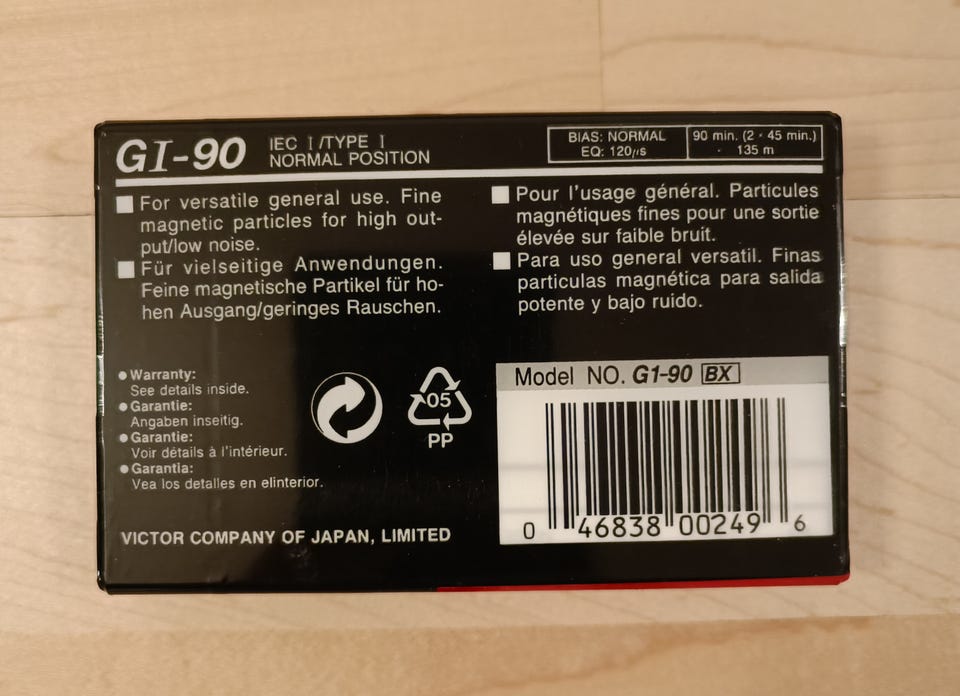 GI-90
IEC I/TYPE I
NORMAL POSITION
BIAS: NORMAL
EQ: 120μs
90 min. (2 × 45 min.)
135 m
For versatile general use. Fine
magnetic particles for high out-
put/low noise.
Für vielseitige Anwendungen.
Feine magnetische Partikel für ho-
hen Ausgang/geringes Rauschen.
Pour l'usage général. Particules
magnétiques fines pour une sortie
élevée sur faible bruit.
Para uso general versatil. Finas
particulas magnética para salida
potente y bajo ruido.
Warranty:
See details inside.
Garantie:
Angaben inseitig.
Garantie:
Voir détails à l'intérieur.
Garantia:
Vea los detalles en elinterior.
05
PP
VICTOR COMPANY OF JAPAN, LIMITED
Model NO. G1-90 BX
0 46838 00249 6